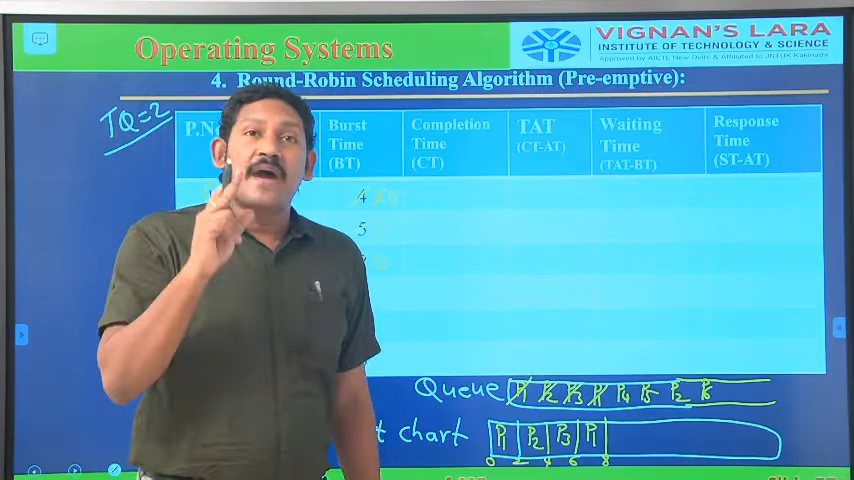 Operating Systems
VIGNAN'S LARA
INSTITUTE OF TECHNOLOGY & SCIENCE
Approved by AICTE New Delhi & Affiliated to JNTUK Kakinada
4. Round-Robin Scheduling Algorithm (Pre-emptive):
TQ=2
P.N
Burst Time (BT)
Completion Time (CT)
TAT (CT-AT)
Waiting Time (TAT-BT)
Response Time (ST-AT)
4
5
Queue P1 P2 P3 P1 P4 P5 P2 P6
t chart P1 P2 P3 P1
0 2 4 6 8